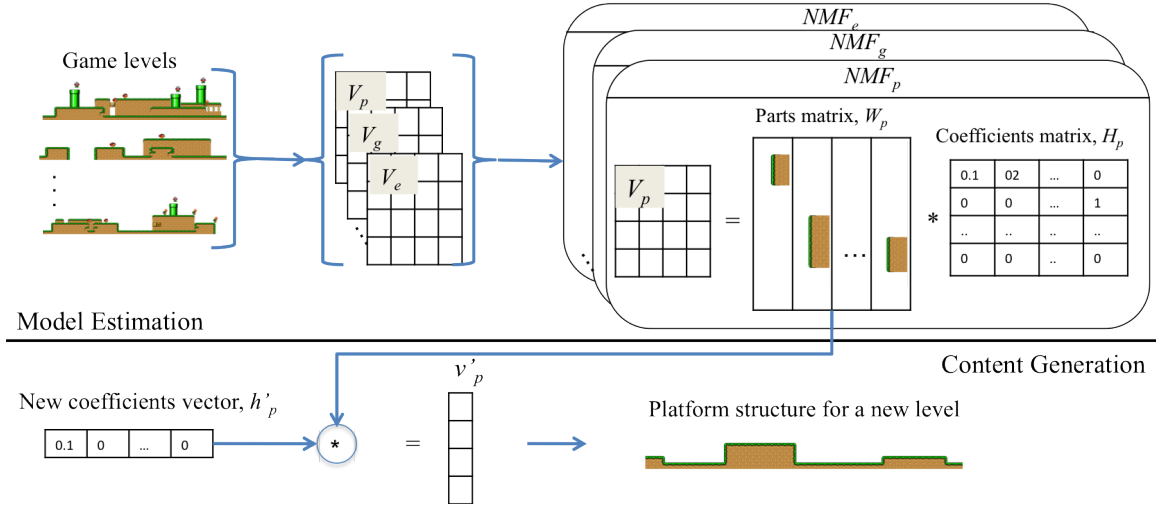 Game levels
V_p
V_g
V_e
NMF_e
NMF_g
NMF_p
Parts matrix, W_p
Coefficients matrix, H_p
V_p
=
*
0.1 02 ... 0
0 0 ... 1
.. .. .. ..
0 0 .. 0
...
Model Estimation
Content Generation
New coefficients vector, h'_p
v'_p
Platform structure for a new level
0.1 0 ... 0
*
=